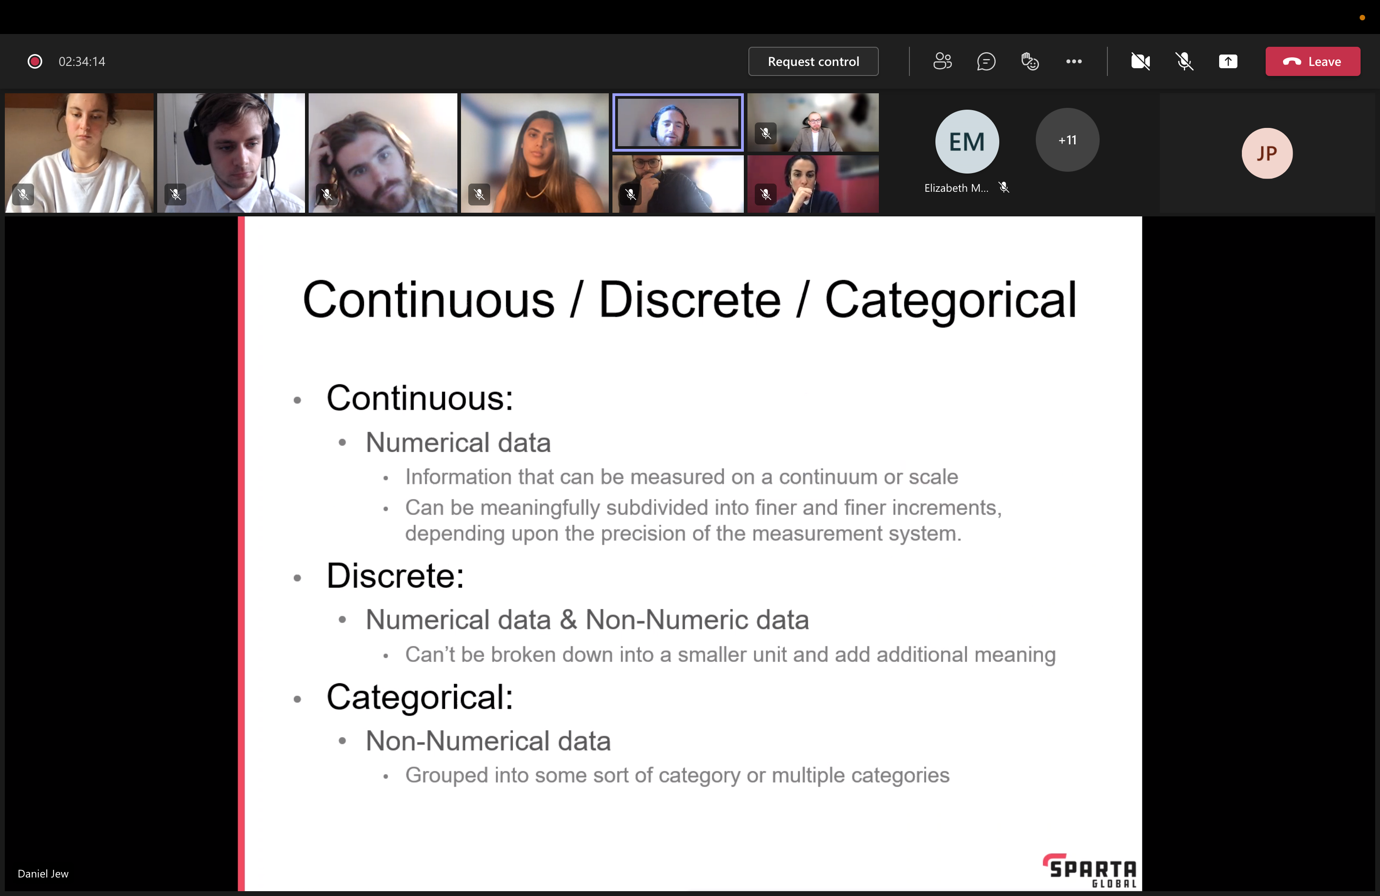 02:34:14
Request control
Leave
EM
+11
JP
Elizabeth M...
Continuous / Discrete / Categorical
• Continuous:
• Numerical data
• Information that can be measured on a continuum or scale
• Can be meaningfully subdivided into finer and finer increments,
depending upon the precision of the measurement system.
• Discrete:
• Numerical data & Non-Numeric data
• Can’t be broken down into a smaller unit and add additional meaning
• Categorical:
• Non-Numerical data
• Grouped into some sort of category or multiple categories
Daniel Jew
SPARTA
GLOBAL